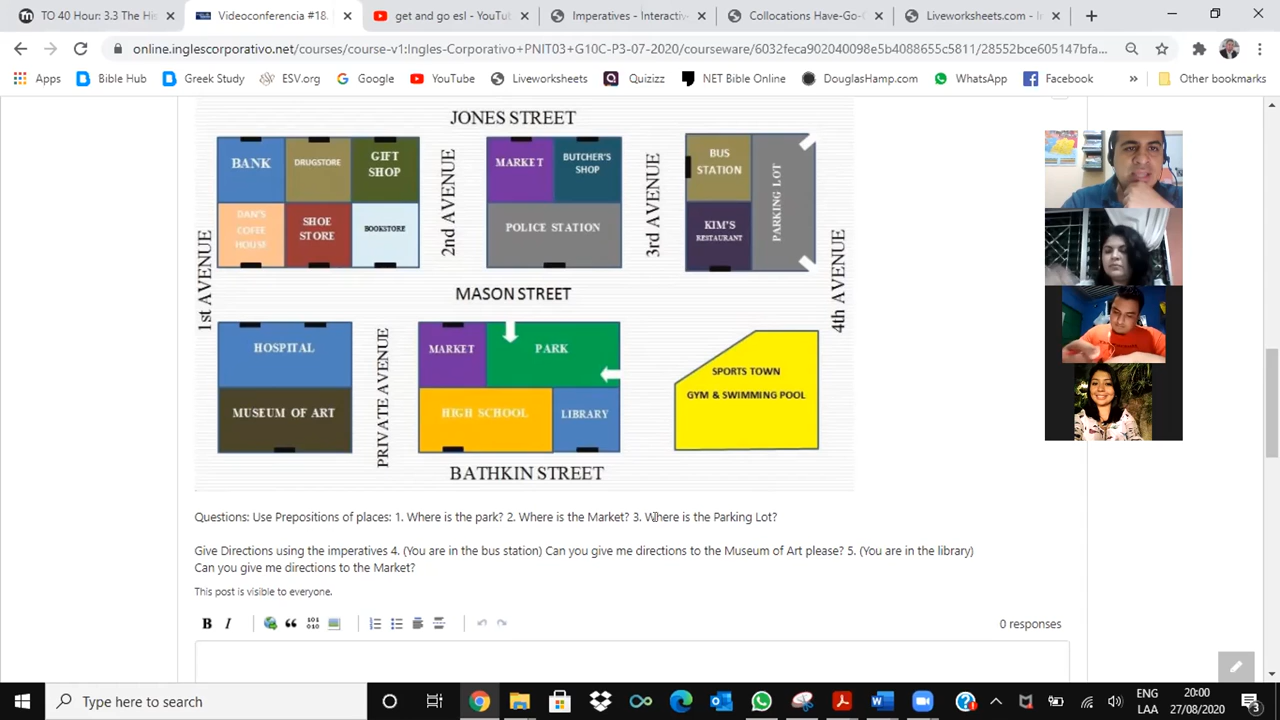 TO 40 Hour: 3.3 The His
Videoconferencia #18.
get and go esl - YouTub
Imperatives - Interactiv
Collocations Have-Go-
Liveworksheets.com - In
online.inglescorporativo.net/courses/course-v1:Ingles-Corporativo+PNIT03+G10C-P3-07-2020/courseware/6032feca902040098e5b4088655c5811/28552bce605147bfa...
Apps
Bible Hub
Greek Study
ESV.org
Google
YouTube
Liveworksheets
Quizizz
NET Bible Online
DouglasHamp.com
WhatsApp
Facebook
»
Other bookmarks
JONES STREET
BANK
DRUGSTORE
GIFT
SHOP
DAN'S
COFEE
HOUSE
SHOE
STORE
BOOKSTORE
2nd AVENUE
MARKET
BUTCHER'S
SHOP
POLICE STATION
3rd AVENUE
BUS
STATION
KIM'S
RESTAURANT
PARKING LOT
1st AVENUE
4th AVENUE
MASON STREET
HOSPITAL
MUSEUM OF ART
PRIVATE AVENUE
MARKET
PARK
HIGH SCHOOL
LIBRARY
SPORTS TOWN
GYM & SWIMMING POOL
BATHKIN STREET
Questions: Use Prepositions of places: 1. Where is the park? 2. Where is the Market? 3. Where is the Parking Lot?
Give Directions using the imperatives 4. (You are in the bus station) Can you give me directions to the Museum of Art please? 5. (You are in the library)
Can you give me directions to the Market?
This post is visible to everyone.
B I
101
010
0 responses
Type here to search
ENG
LAA
20:00
27/08/2020
3